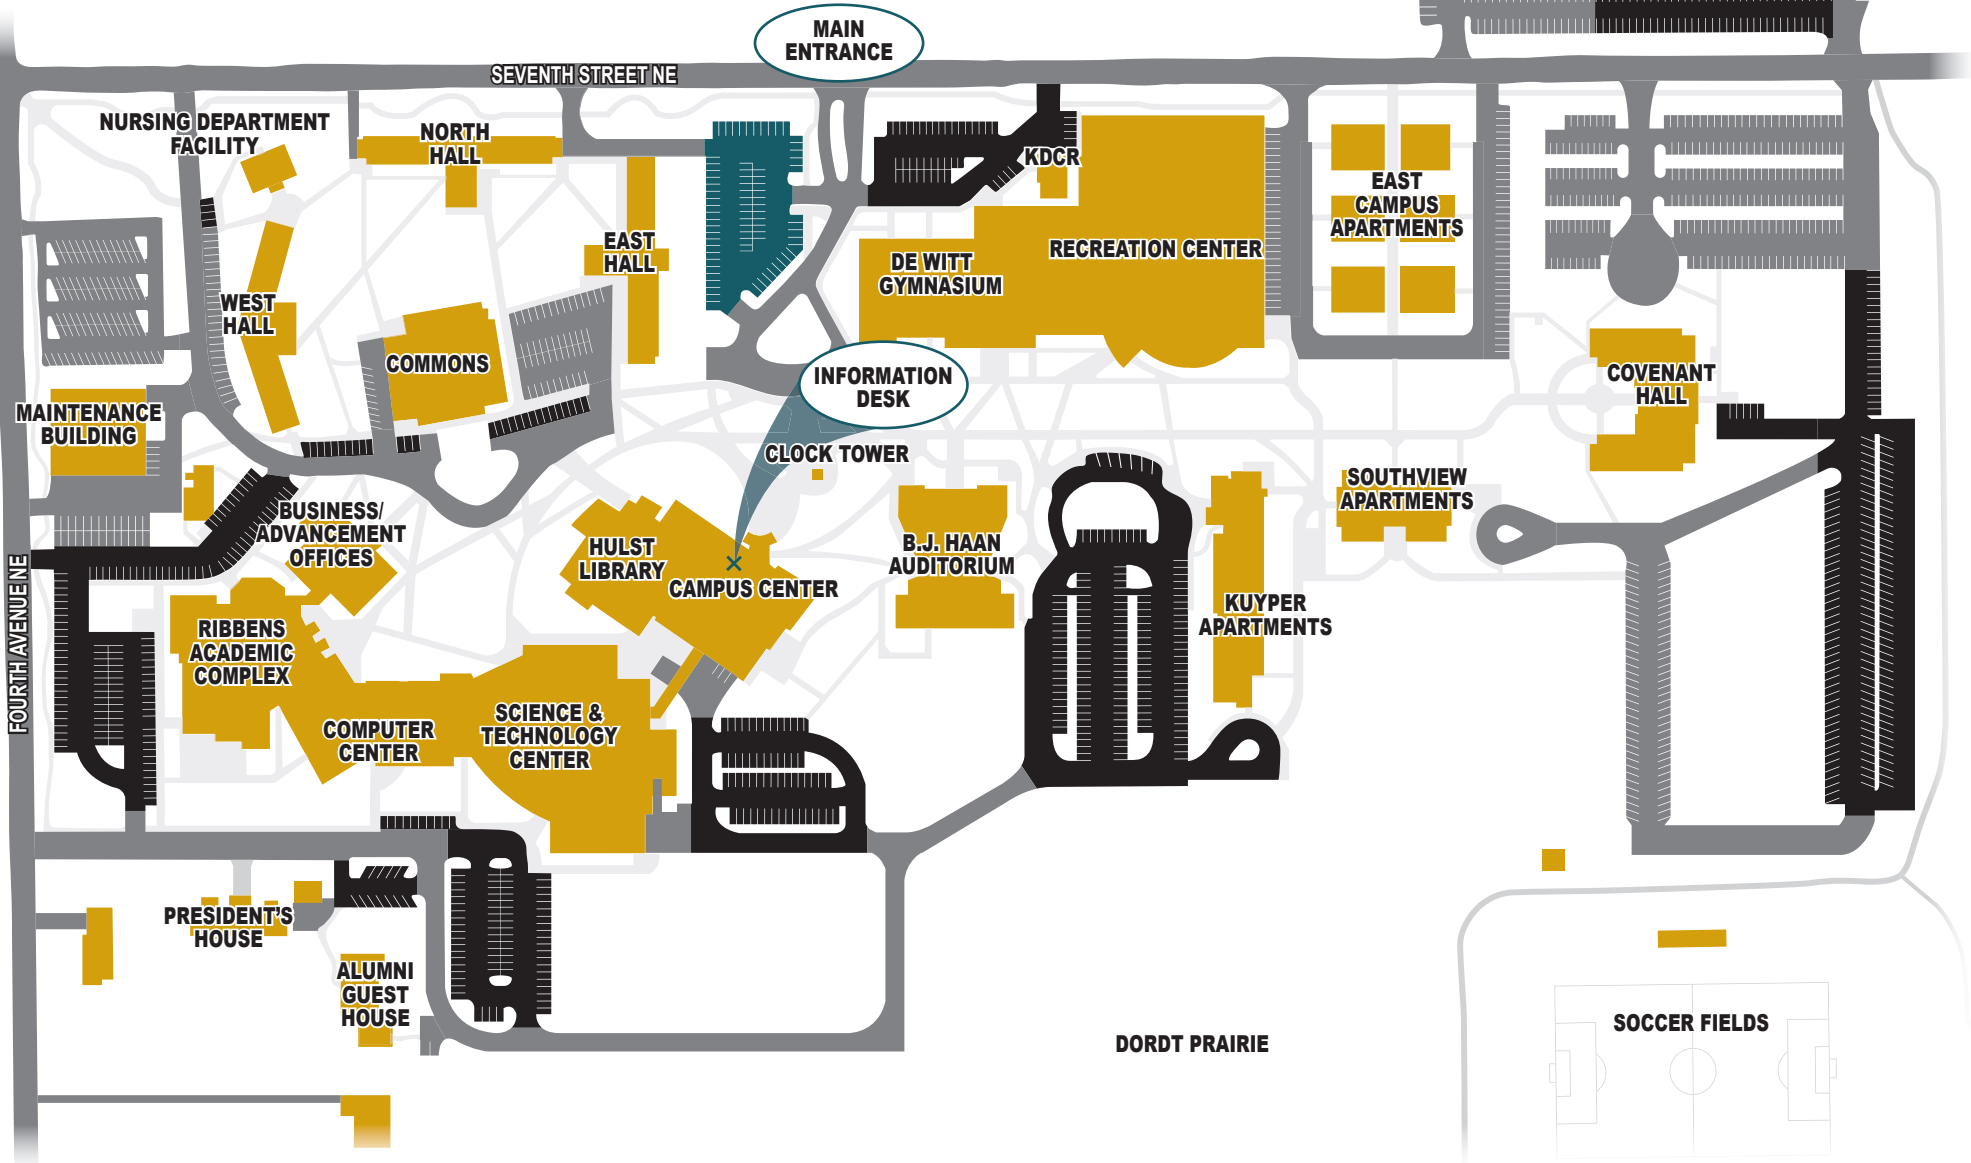 MAIN
ENTRANCE
SEVENTH STREET NE
NURSING DEPARTMENT
FACILITY
NORTH
HALL
KDCR
EAST
CAMPUS
APARTMENTS
EAST
HALL
RECREATION CENTER
DE WITT
GYMNASIUM
WEST
HALL
COMMONS
INFORMATION
DESK
COVENANT
HALL
MAINTENANCE
BUILDING
CLOCK TOWER
SOUTHVIEW
APARTMENTS
BUSINESS/
ADVANCEMENT
OFFICES
HULST
LIBRARY
B.J. HAAN
AUDITORIUM
CAMPUS CENTER
KUYPER
APARTMENTS
FOURTH AVENUE NE
RIBBENS
ACADEMIC
COMPLEX
SCIENCE &
TECHNOLOGY
CENTER
COMPUTER
CENTER
PRESIDENT'S
HOUSE
ALUMNI
GUEST
HOUSE
SOCCER FIELDS
DORDT PRAIRIE